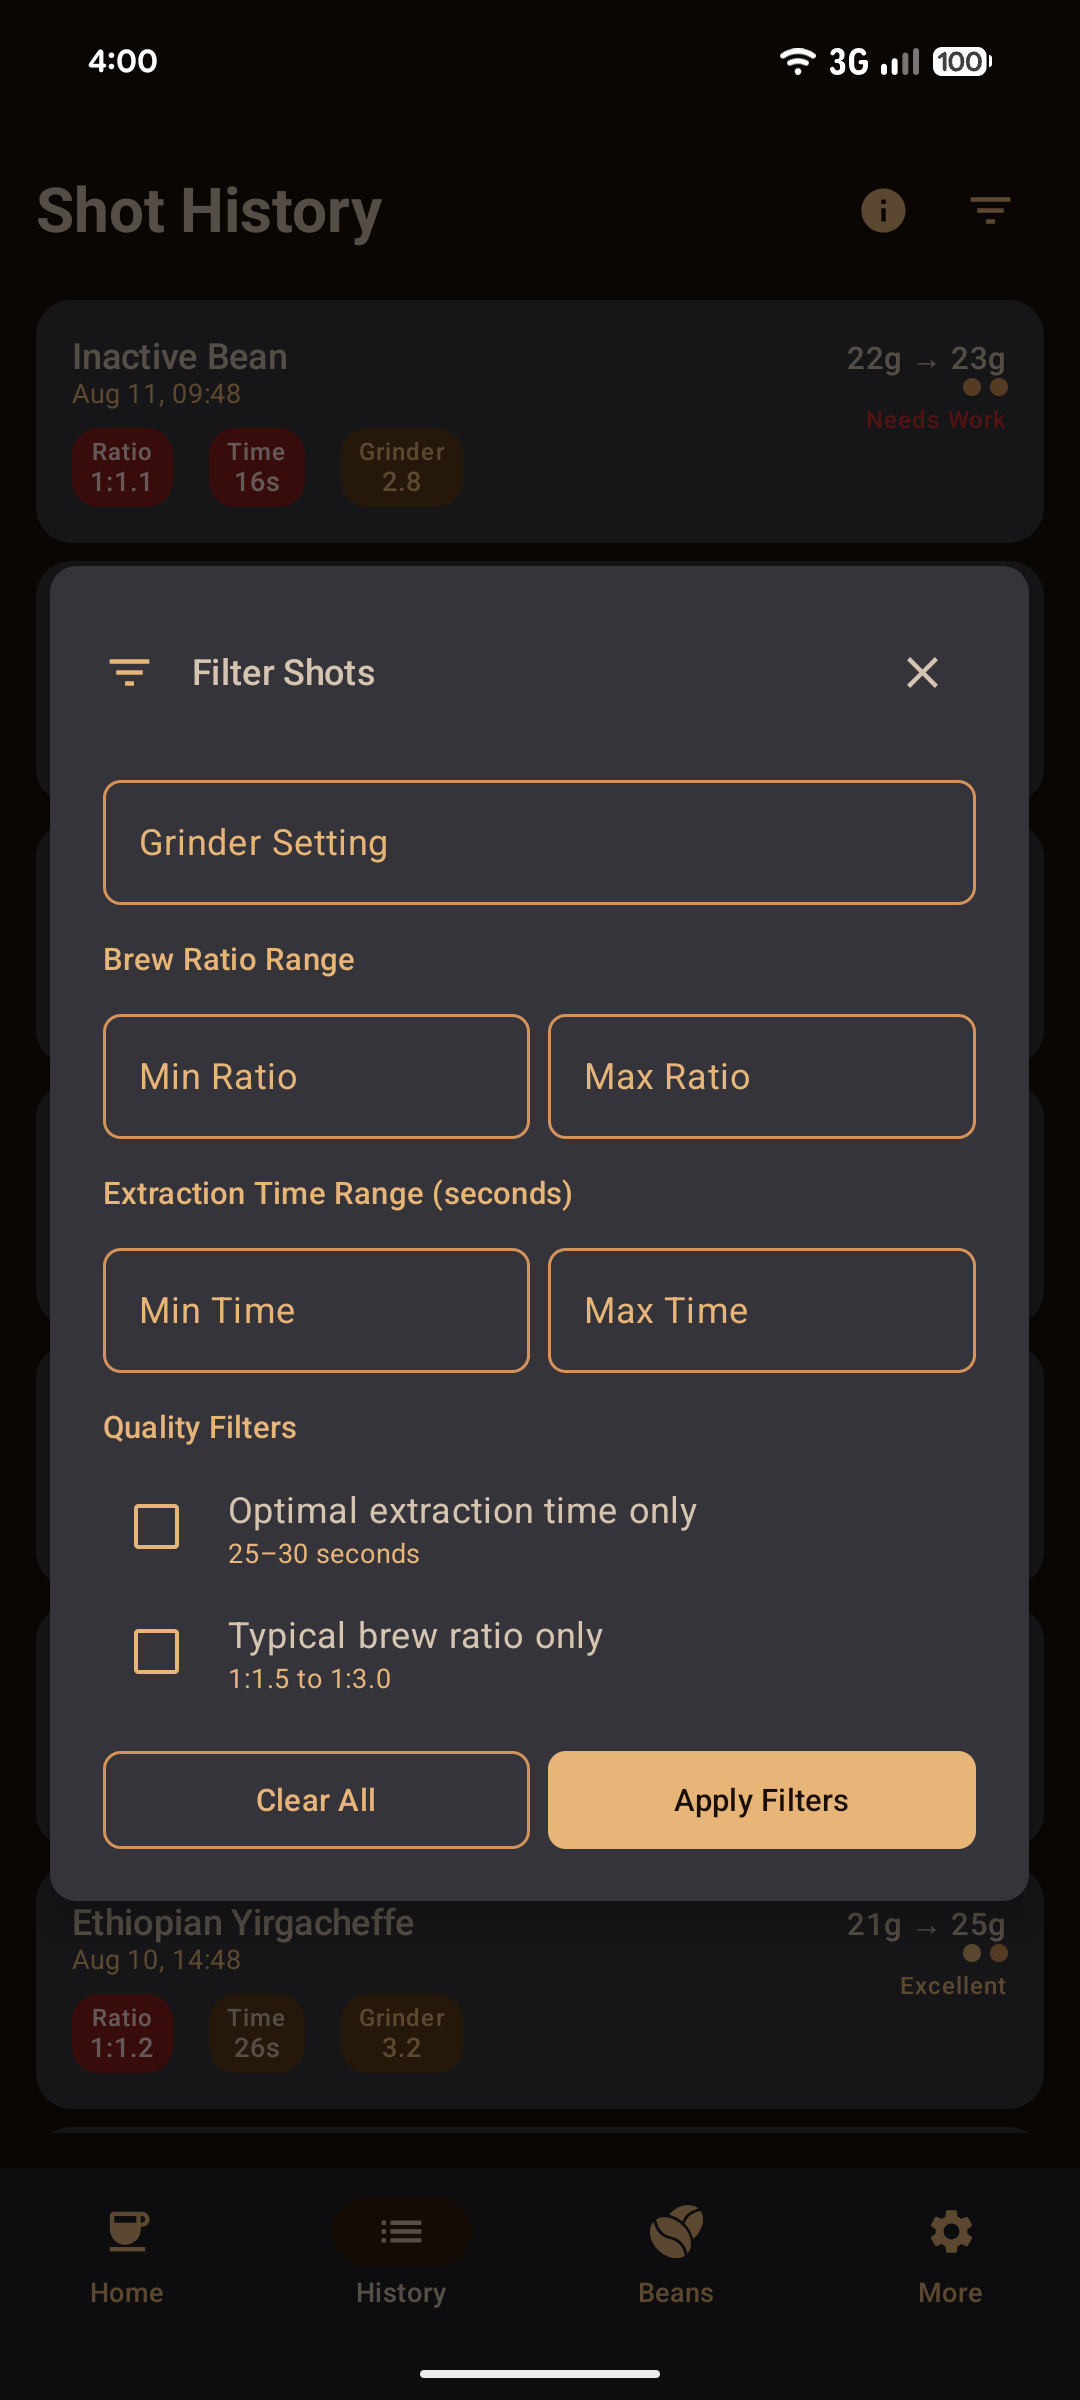 4:00
3G
100
Shot History
Inactive Bean
22g → 23g
Aug 11, 09:48
Needs Work
Ratio
1:1.1
Time
16s
Grinder
2.8
Filter Shots
Grinder Setting
Brew Ratio Range
Min Ratio
Max Ratio
Extraction Time Range (seconds)
Min Time
Max Time
Quality Filters
Optimal extraction time only
25–30 seconds
Typical brew ratio only
1:1.5 to 1:3.0
Clear All
Apply Filters
Ethiopian Yirgacheffe
21g → 25g
Aug 10, 14:48
Excellent
Ratio
1:1.2
Time
26s
Grinder
3.2
Home
History
Beans
More